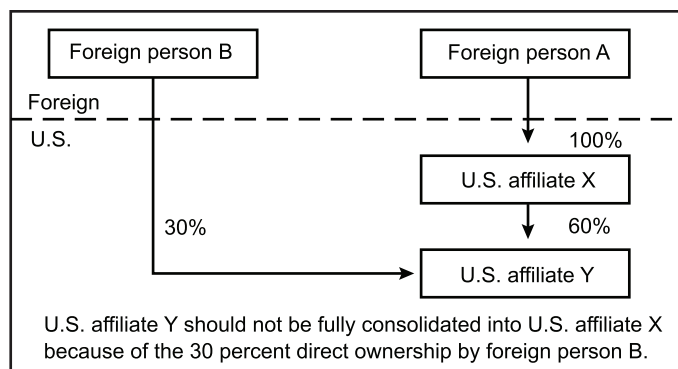 Foreign person B
Foreign person A
Foreign
U.S.
100%
U.S. affiliate X
30%
60%
U.S. affiliate Y
U.S. affiliate Y should not be fully consolidated into U.S. affiliate X
because of the 30 percent direct ownership by foreign person B.